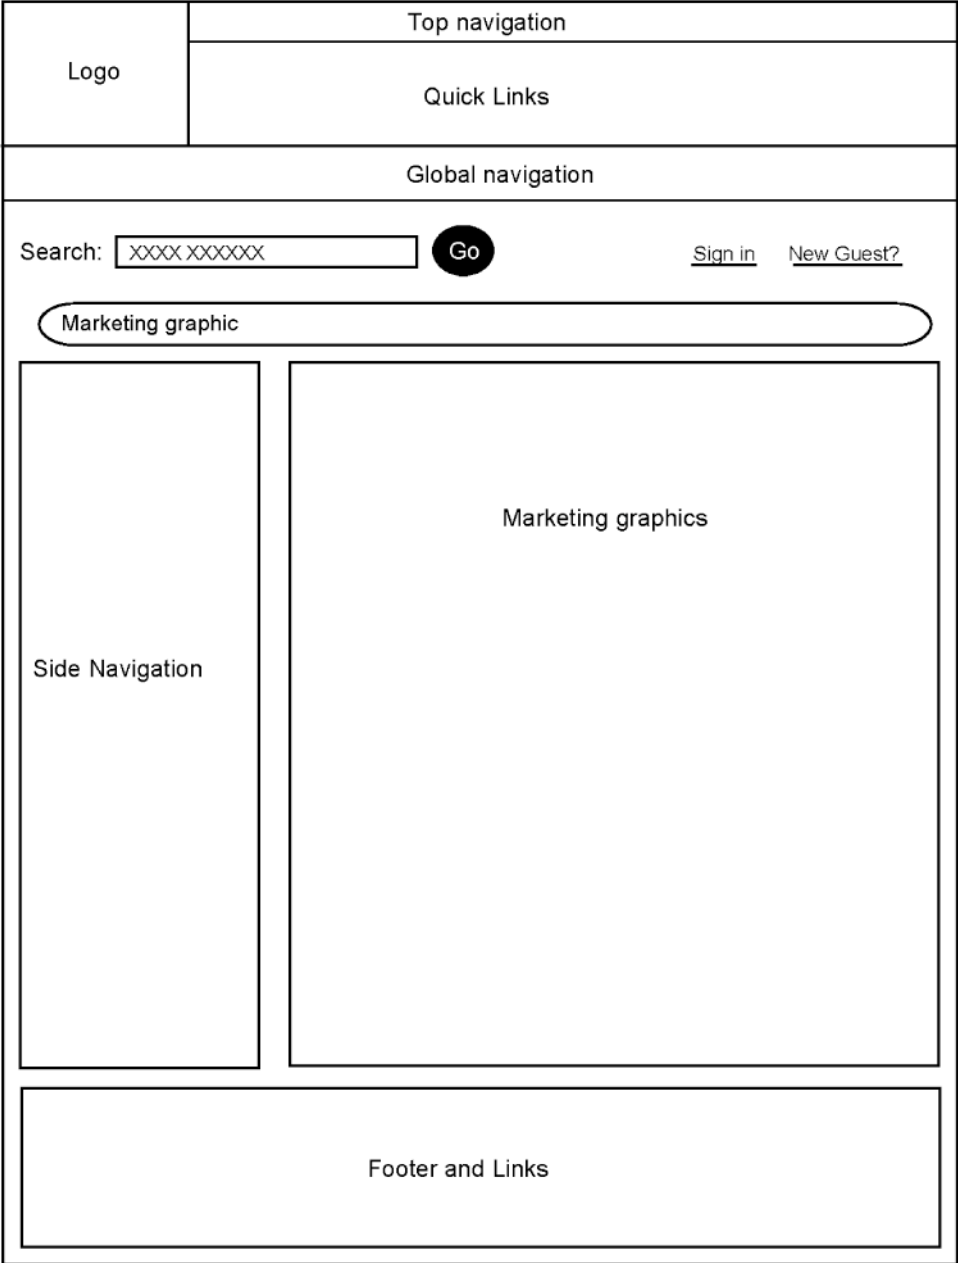 Top navigation
Logo
Quick Links
Global navigation
Search: XXXX XXXXXX Go Sign in New Guest?
Marketing graphic
Marketing graphics
Side Navigation
Footer and Links